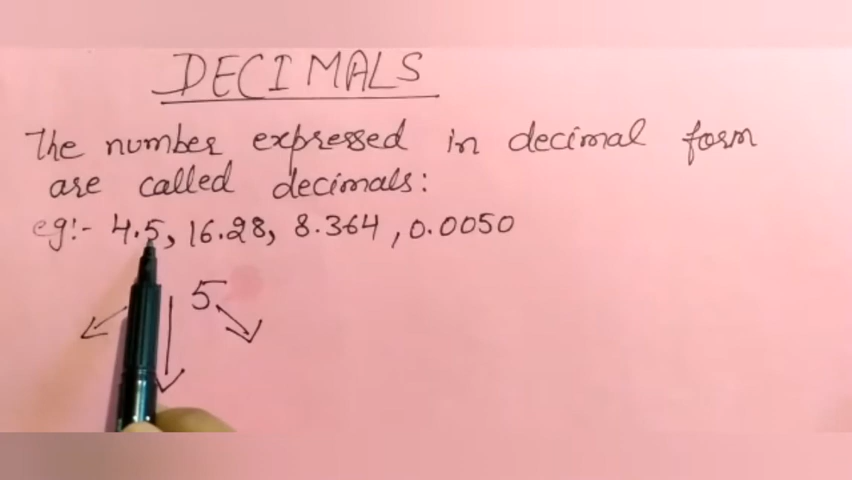 DECIMALS
The number expressed in decimal form
are called decimals:
eg:- 4.5, 16.28, 8.364, 0.0050
5